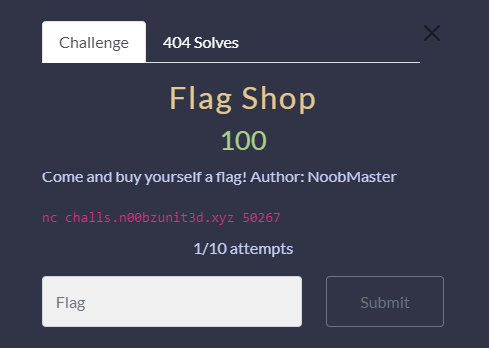 Challenge
404 Solves
Flag Shop
100
Come and buy yourself a flag! Author: NoobMaster
nc challs.n00bzunit3d.xyz 50267
1/10 attempts
Flag
Submit